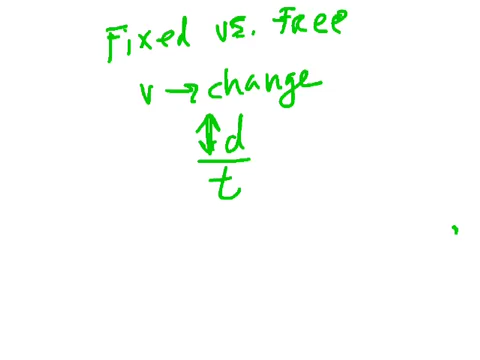 Fixed vs. Free
v → change
↕ d
t